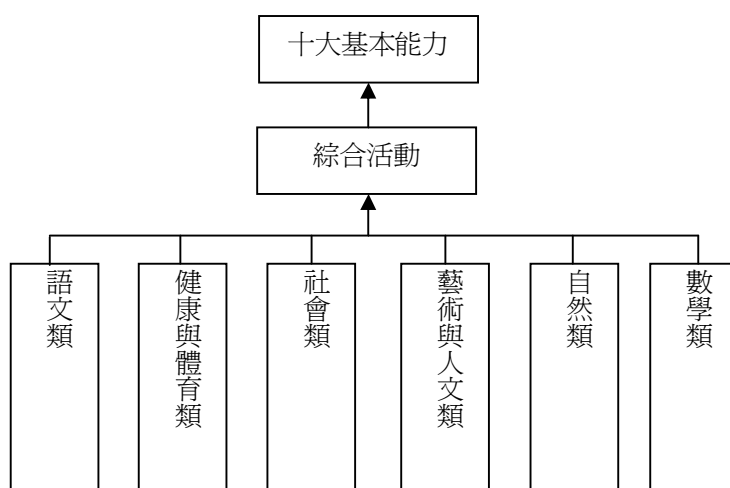 十大基本能力
綜合活動
語文類
健康與體育類
社會類
藝術與人文類
自然類
數學類